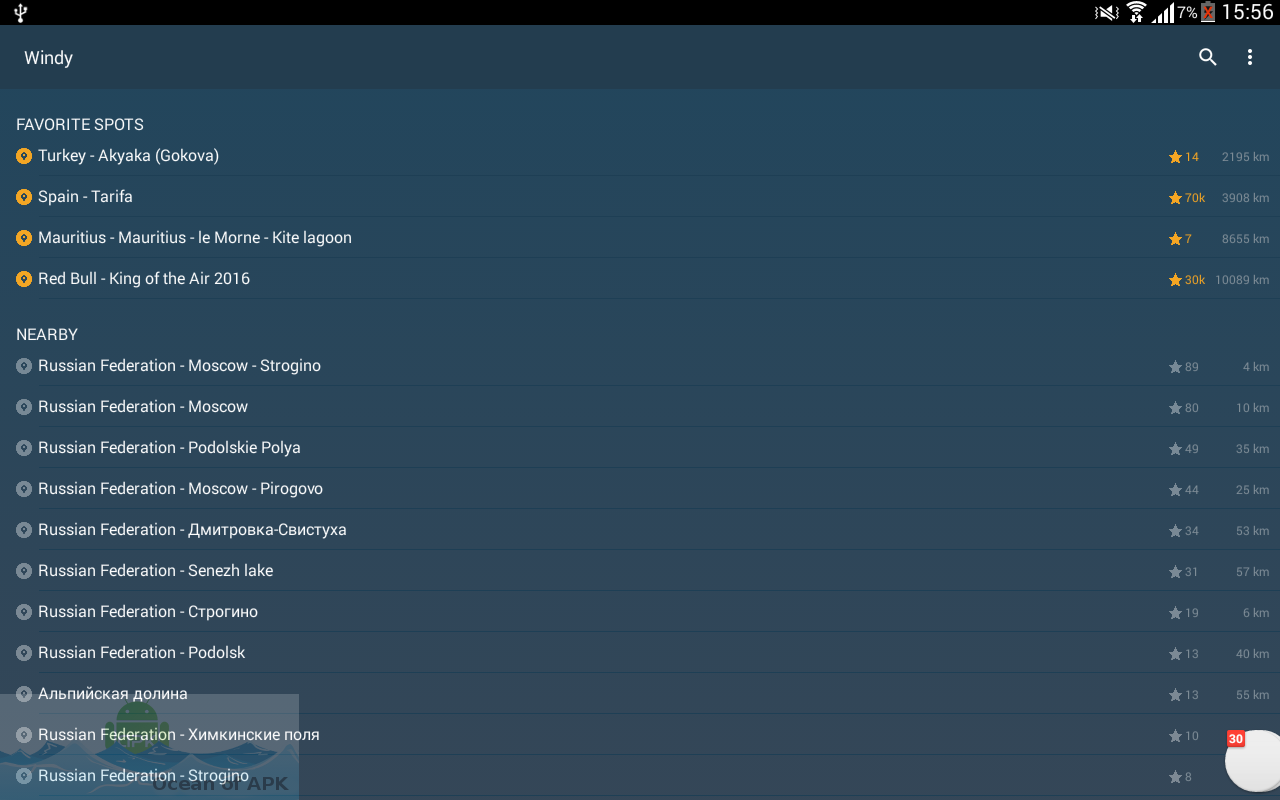 7% 15:56
Windy
FAVORITE SPOTS
Turkey - Akyaka (Gokova) 14 2195 km
Spain - Tarifa 70k 3908 km
Mauritius - Mauritius - le Morne - Kite lagoon 7 8655 km
Red Bull - King of the Air 2016 30k 10089 km
NEARBY
Russian Federation - Moscow - Strogino 89 4 km
Russian Federation - Moscow 80 10 km
Russian Federation - Podolskie Polya 49 35 km
Russian Federation - Moscow - Pirogovo 44 25 km
Russian Federation - Дмитровка-Свистуха 34 53 km
Russian Federation - Senezh lake 31 57 km
Russian Federation - Строгино 19 6 km
Russian Federation - Podolsk 13 40 km
Альпийская долина 13 55 km
Russian Federation - Химкинские поля 10
30
Russian Federation - Strogino 8
Ocean of APK